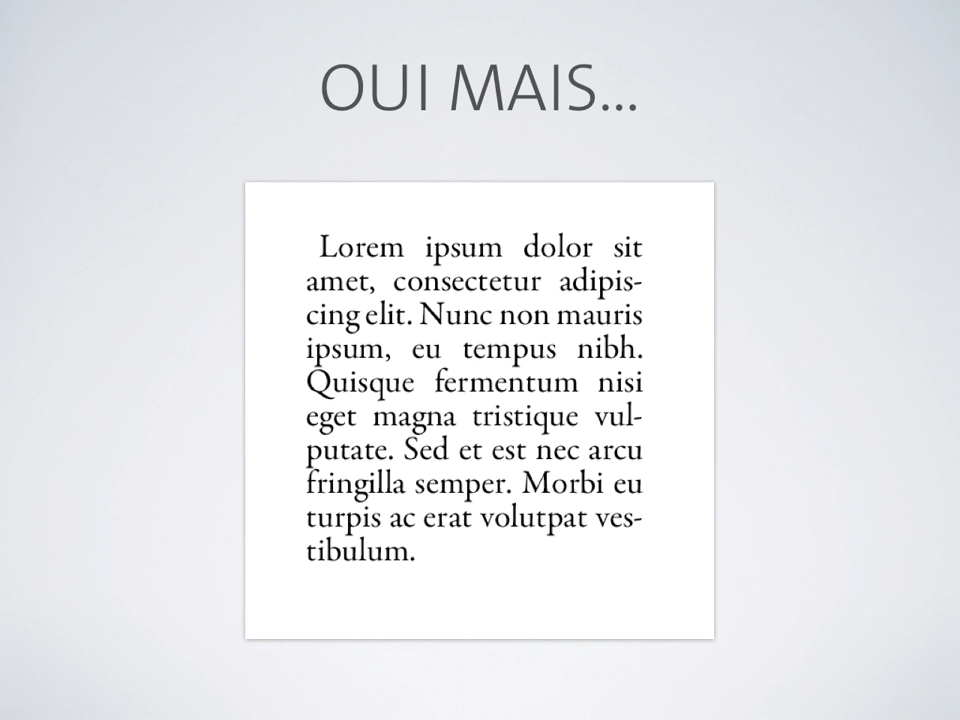 OUI MAIS...
Lorem ipsum dolor sit
amet, consectetur adipis-
cing elit. Nunc non mauris
ipsum, eu tempus nibh.
Quisque fermentum nisi
eget magna tristique vul-
putate. Sed et est nec arcu
fringilla semper. Morbi eu
turpis ac erat volutpat ves-
tibulum.